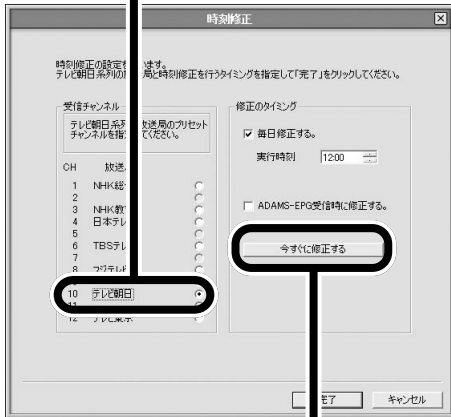 時刻修正
時刻修正の設定を います。
テレビ朝日系列の 局と時刻修正を行うタイミングを指定して「完了」をクリックしてください。
受信チャンネル
テレビ朝日系列 放送局のプリセット
チャンネルを指 てください。
CH 放送
1 NHK総
2
3 NHK教
4 日本テレ
5
6 TBSテレ
7
8 フジテレビ
10 テレビ朝日
11
12 テレビ東京
修正のタイミング
毎日修正する。
実行時刻 12:00
ADAMS-EPG受信時に修正する。
今すぐに修正する
完了 キャンセル